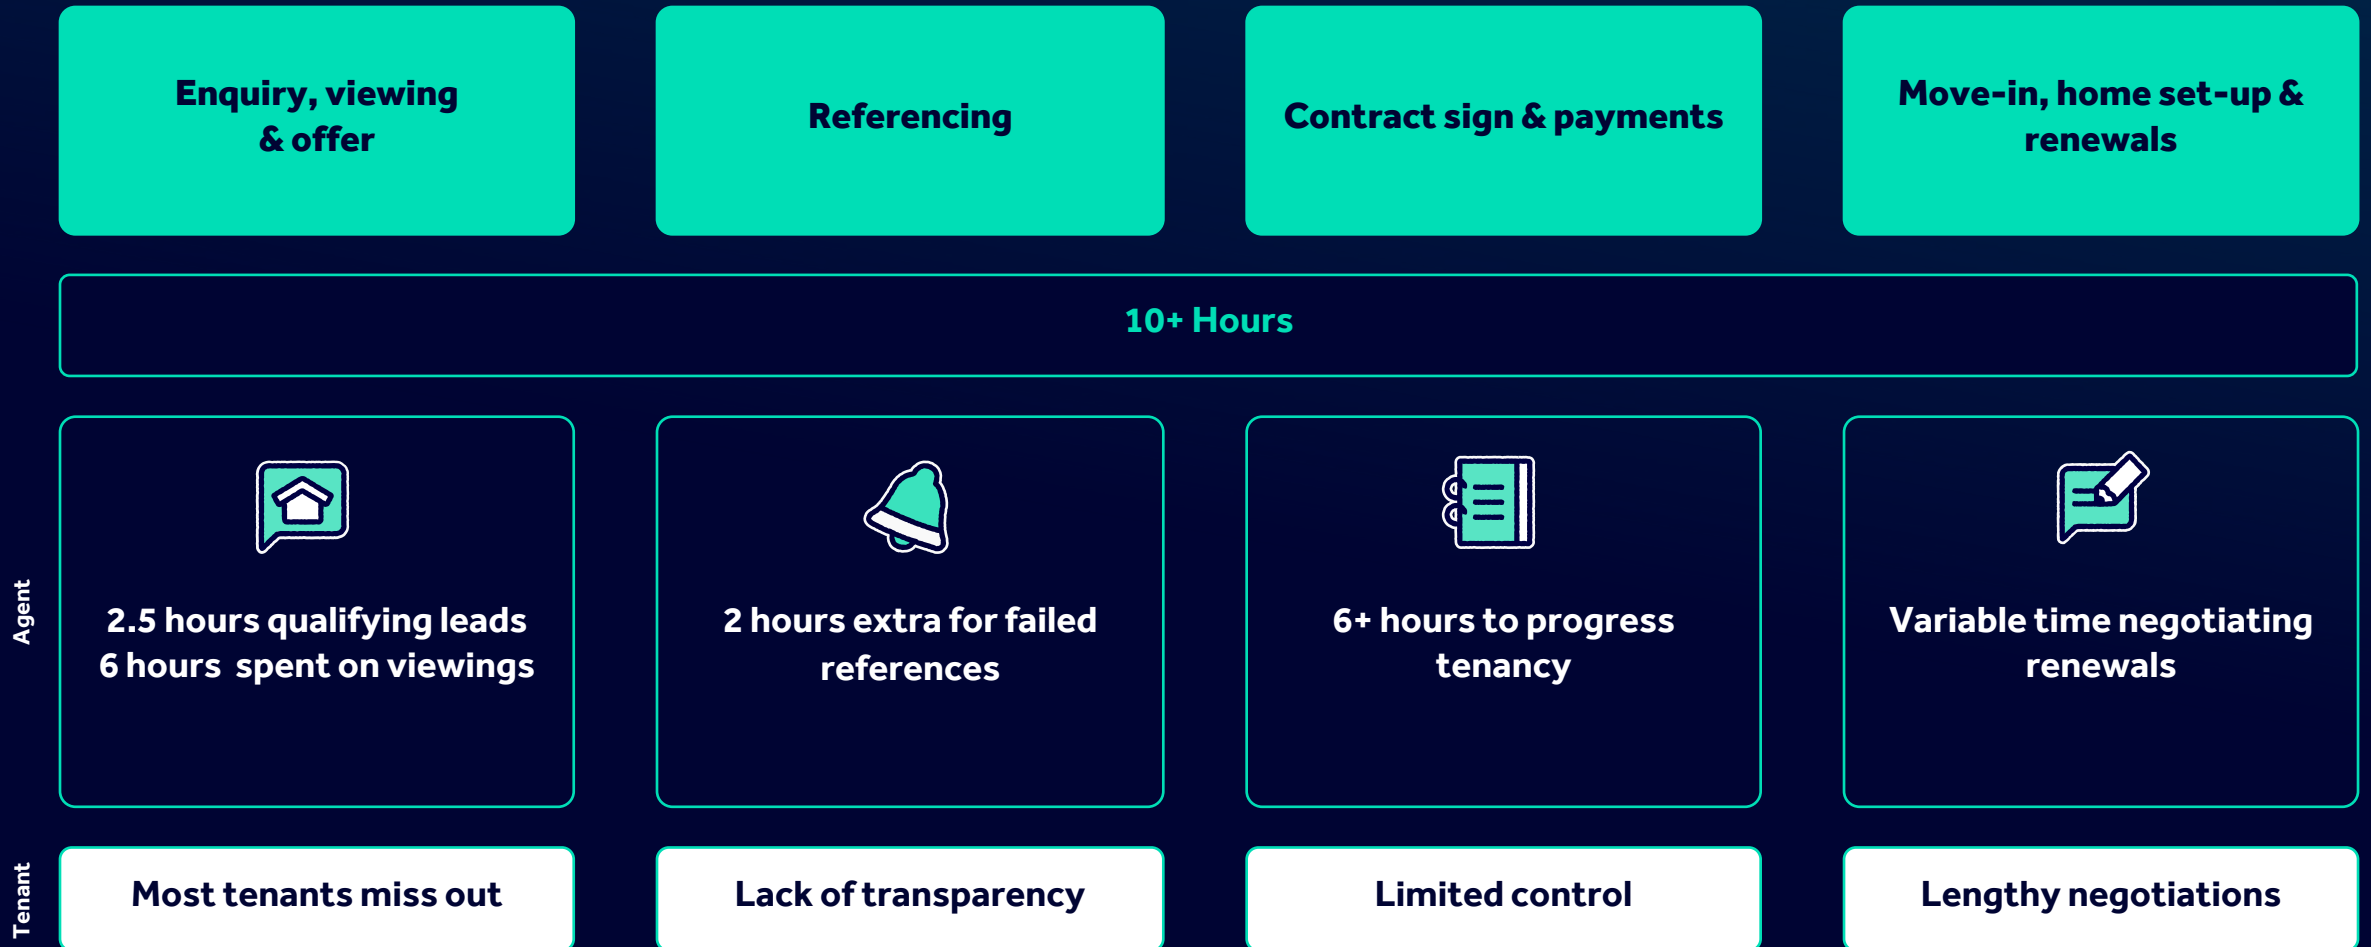 Enquiry, viewing
& offer
Referencing
Contract sign & payments
Move-in, home set-up &
renewals
10+ Hours
Agent
2.5 hours qualifying leads
6 hours  spent on viewings
2 hours extra for failed
references
6+ hours to progress
tenancy
Variable time negotiating
renewals
Tenant
Most tenants miss out
Lack of transparency
Limited control
Lengthy negotiations